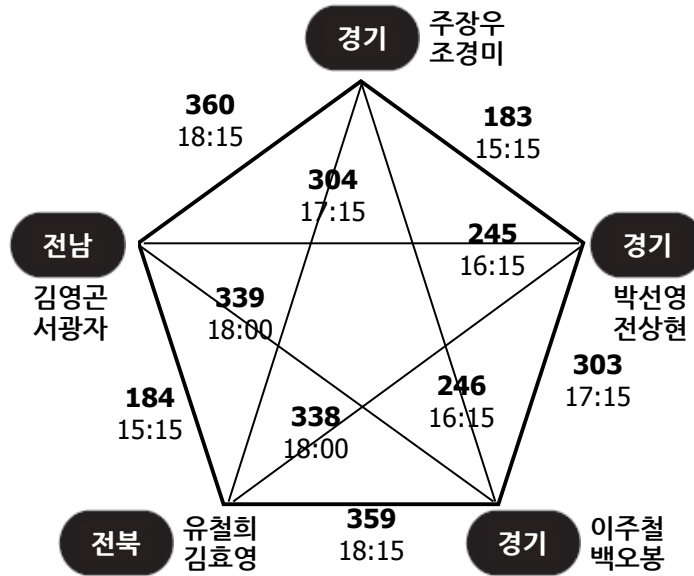 경기
주장우
조경미
360
18:15
183
15:15
304
17:15
전남
245
16:15
경기
김영곤
서광자
339
18:00
박선영
전상현
303
17:15
184
15:15
246
16:15
338
18:00
전북
유철희
김효영
359
18:15
경기
이주철
백오봉